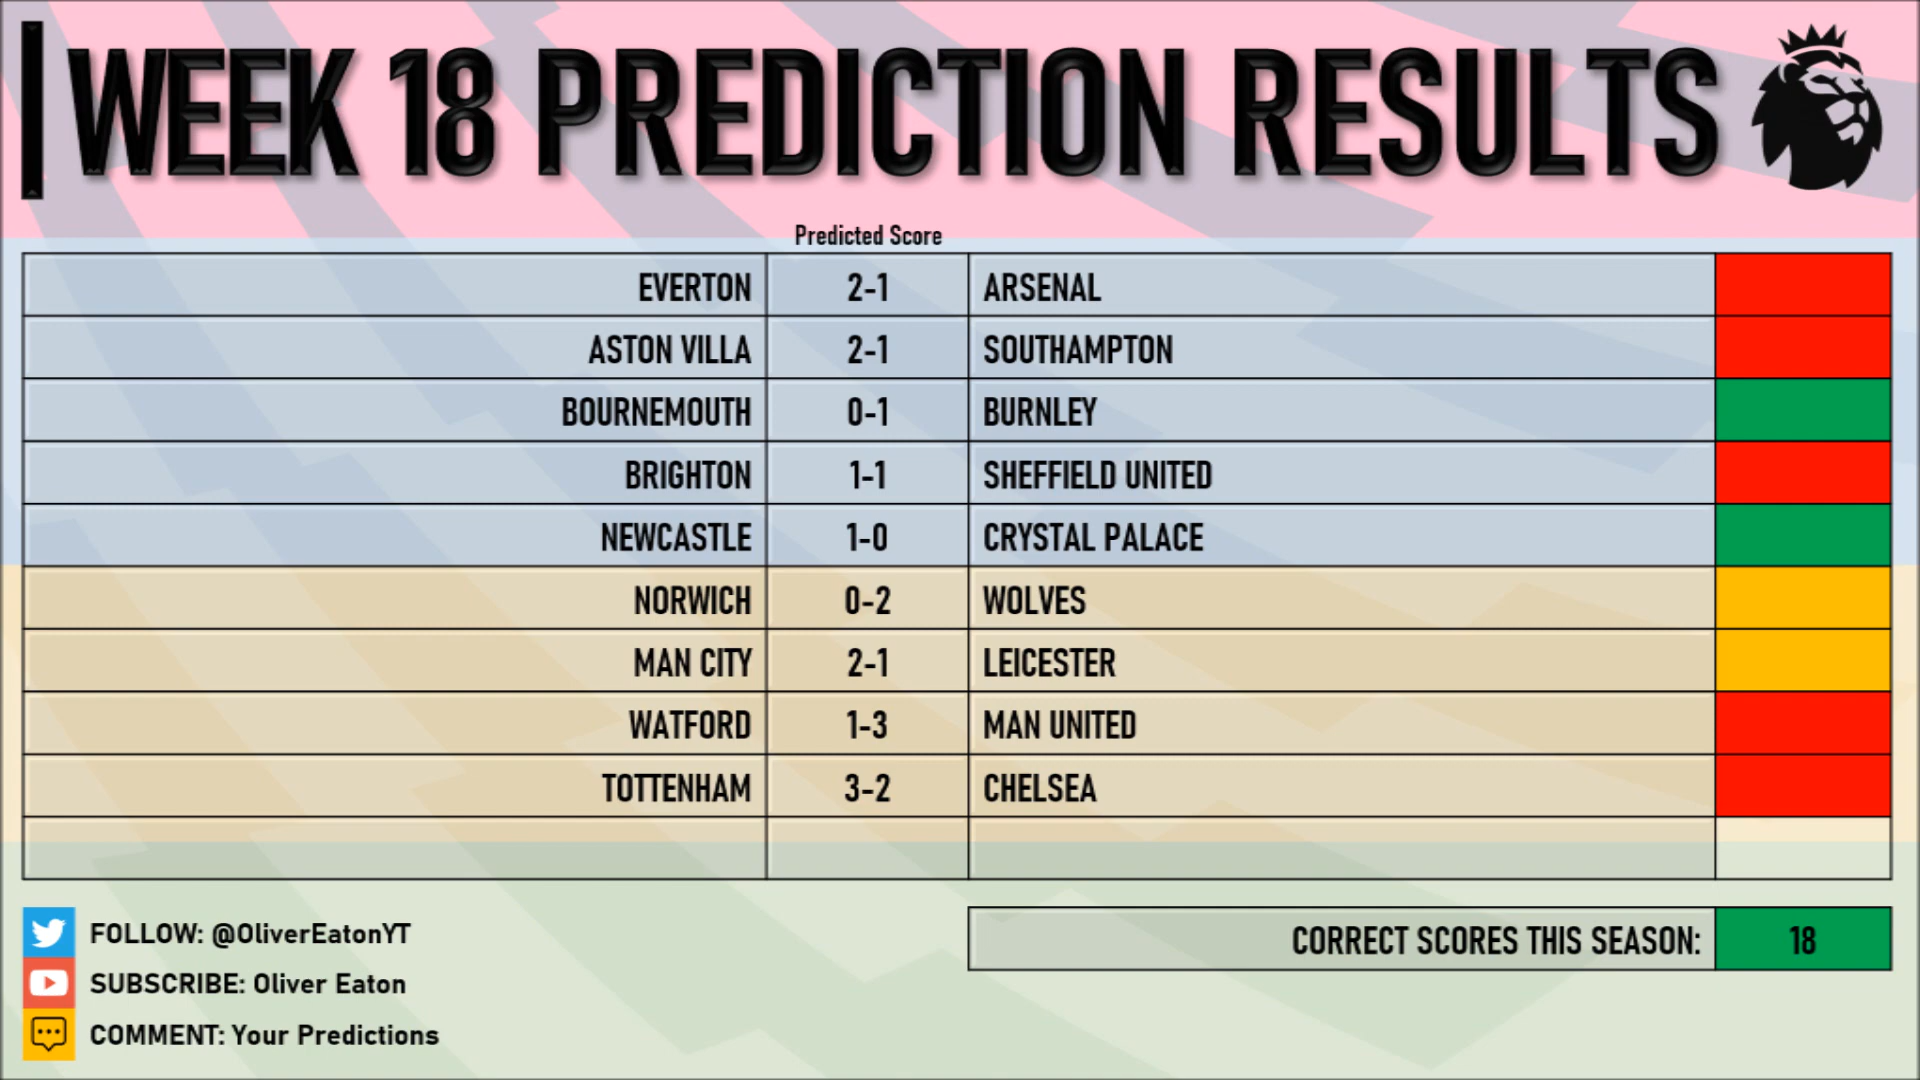 WEEK 18 PREDICTION RESULTS
Predicted Score
EVERTON 2-1 ARSENAL
ASTON VILLA 2-1 SOUTHAMPTON
BOURNEMOUTH 0-1 BURNLEY
BRIGHTON 1-1 SHEFFIELD UNITED
NEWCASTLE 1-0 CRYSTAL PALACE
NORWICH 0-2 WOLVES
MAN CITY 2-1 LEICESTER
WATFORD 1-3 MAN UNITED
TOTTENHAM 3-2 CHELSEA
FOLLOW: @OliverEatonYT
SUBSCRIBE: Oliver Eaton
COMMENT: Your Predictions
CORRECT SCORES THIS SEASON: 18